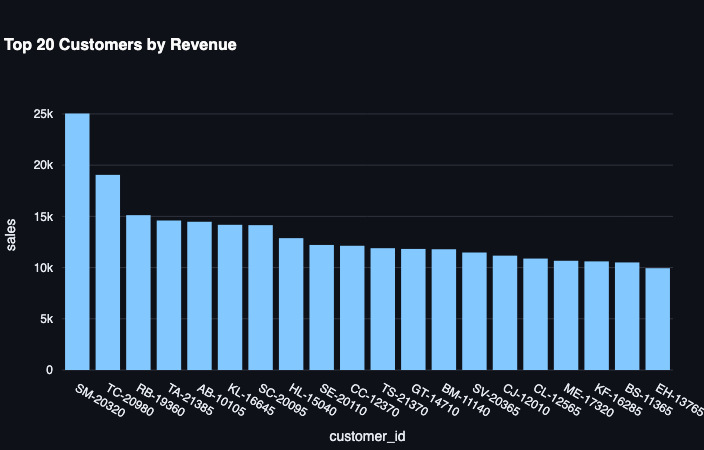 Top 20 Customers by Revenue
25k
20k
15k
10k
5k
0
sales
SM-20320
TC-20980
RB-19360
TA-21385
AB-10105
KL-16645
SC-20095
HL-15040
SE-20110
CC-12370
TS-21370
GT-14710
BM-11140
SV-20365
CJ-12010
CL-12565
ME-17320
KF-16285
BS-11365
EH-13765
customer_id